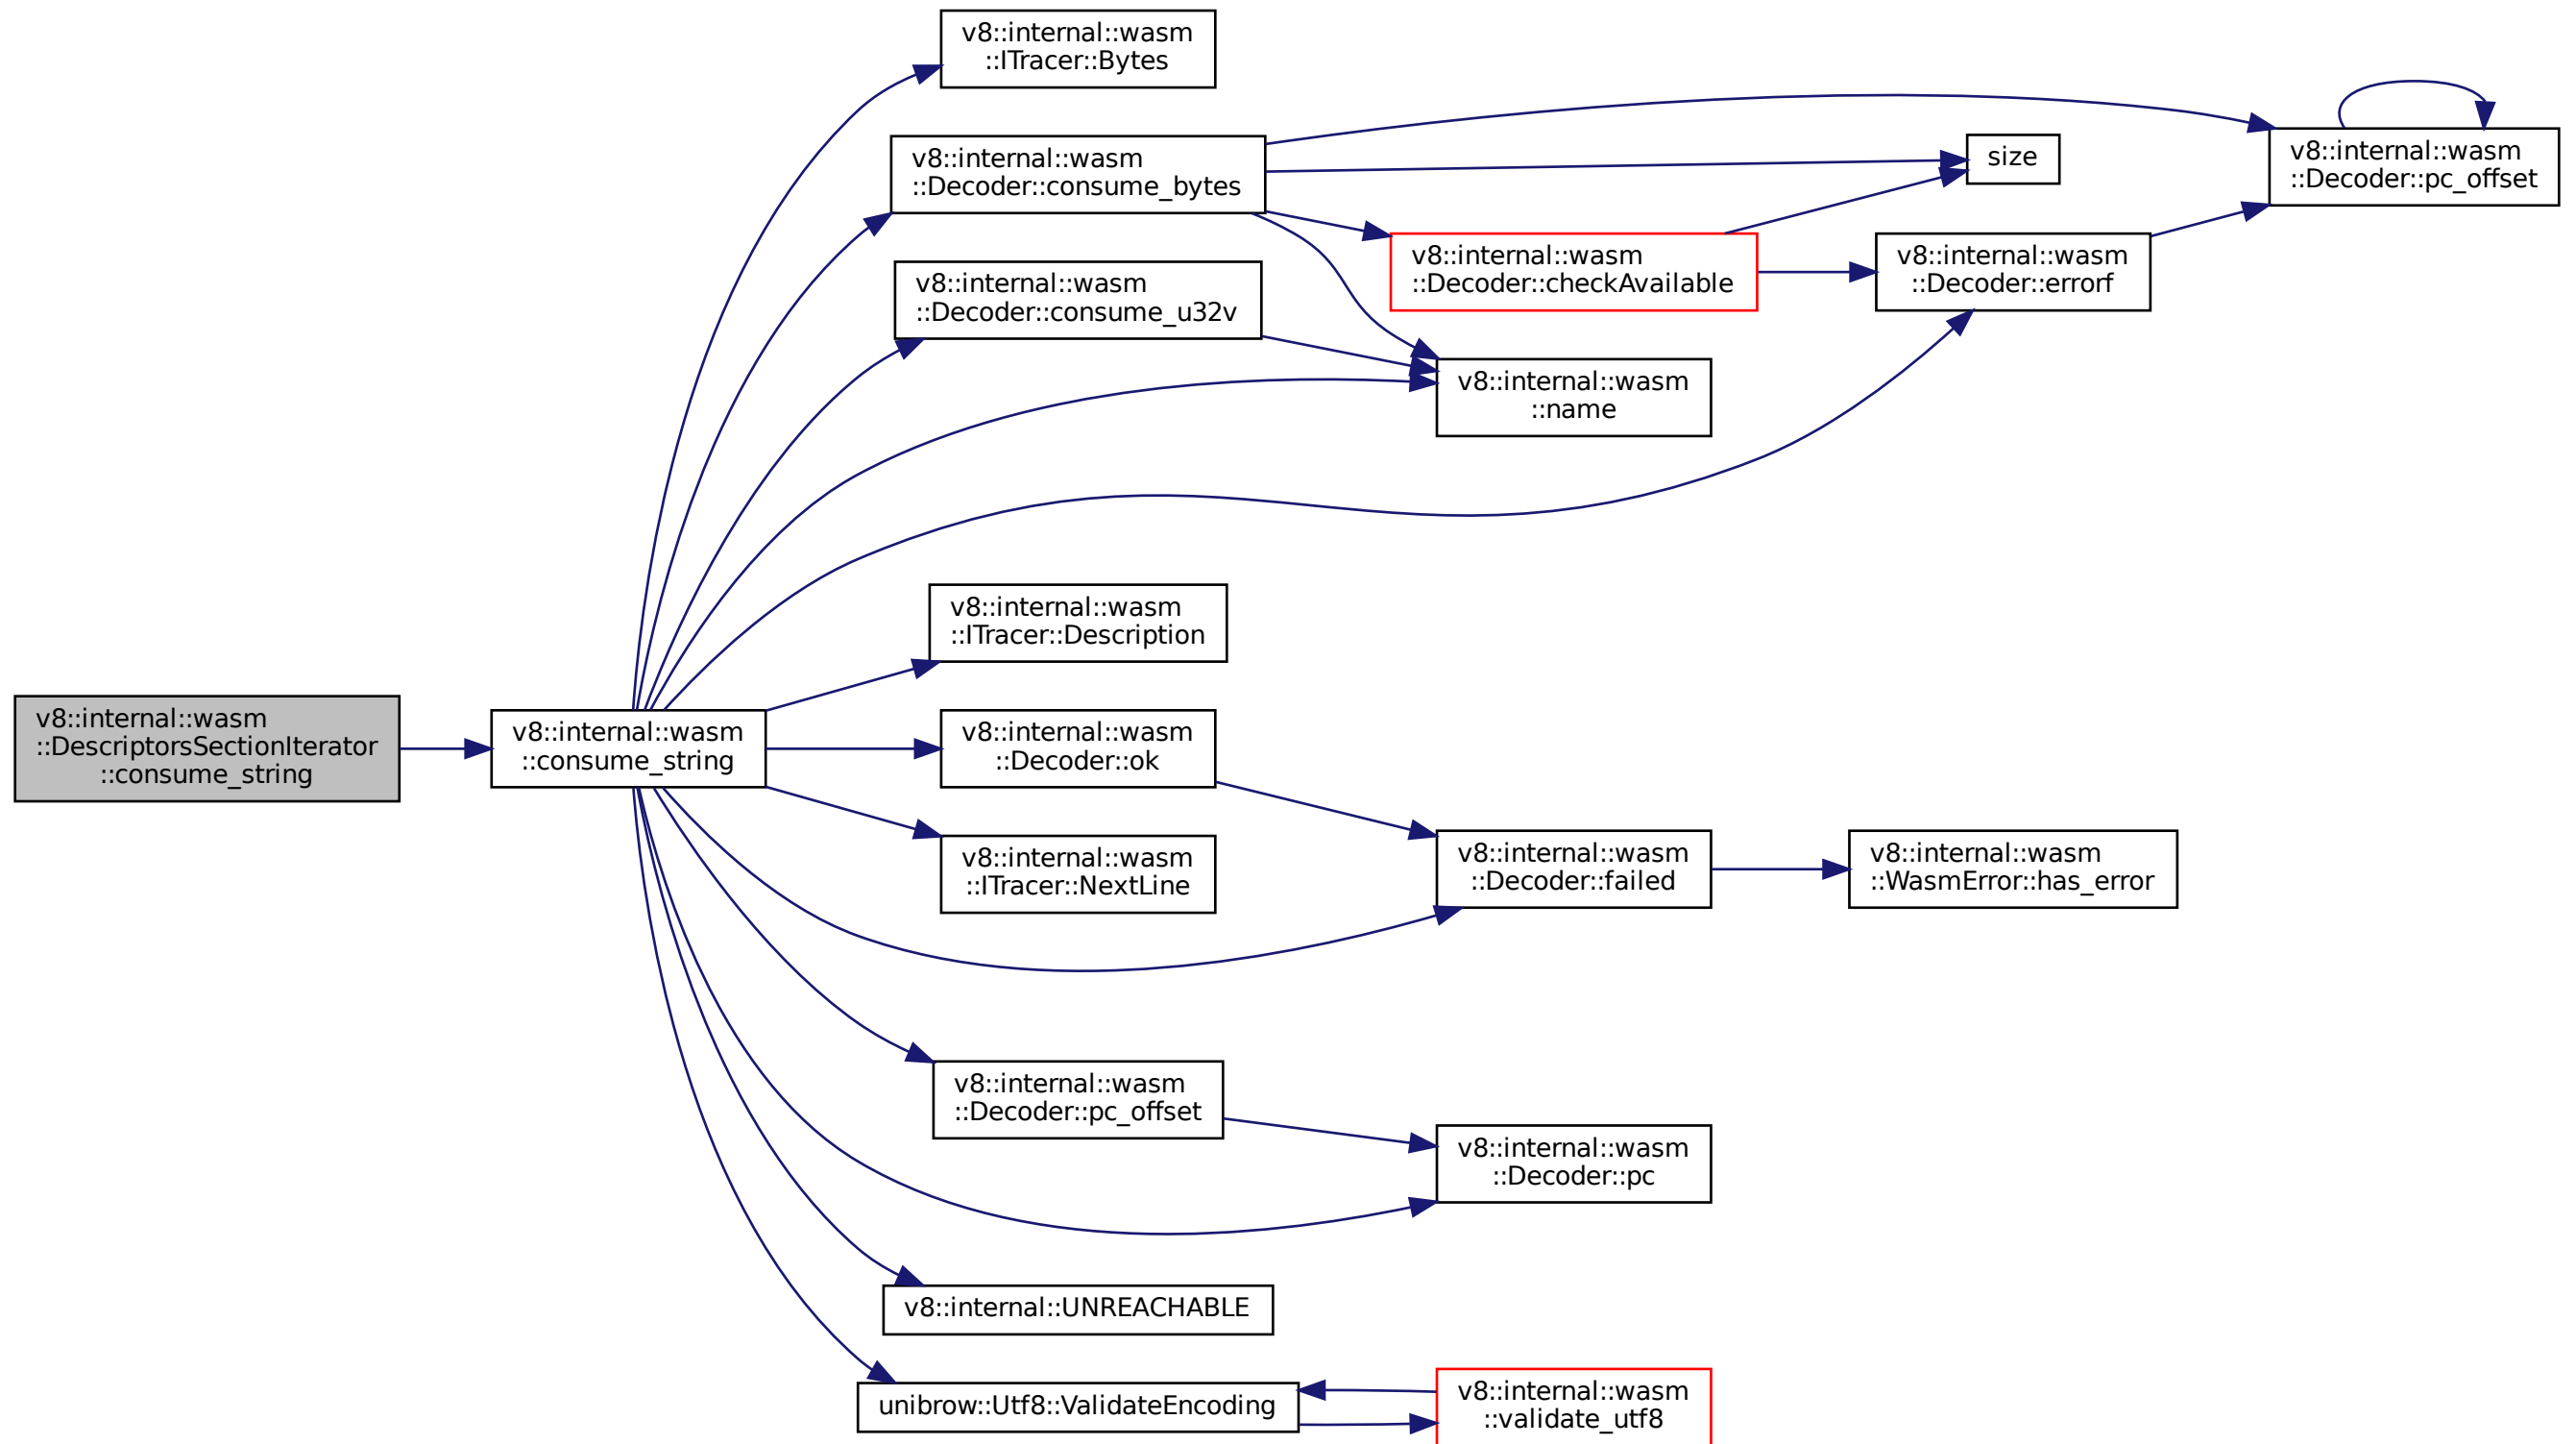 v8::internal::wasm
::ITracer::Bytes
v8::internal::wasm
::Decoder::consume_bytes
size
v8::internal::wasm
::Decoder::pc_offset
v8::internal::wasm
::Decoder::checkAvailable
v8::internal::wasm
::Decoder::errorf
v8::internal::wasm
::Decoder::consume_u32v
v8::internal::wasm
::name
v8::internal::wasm
::ITracer::Description
v8::internal::wasm
::DescriptorsSectionIterator
::consume_string
v8::internal::wasm
::consume_string
v8::internal::wasm
::Decoder::ok
v8::internal::wasm
::ITracer::NextLine
v8::internal::wasm
::Decoder::failed
v8::internal::wasm
::WasmError::has_error
v8::internal::wasm
::Decoder::pc_offset
v8::internal::wasm
::Decoder::pc
v8::internal::UNREACHABLE
unibrow::Utf8::ValidateEncoding
v8::internal::wasm
::validate_utf8